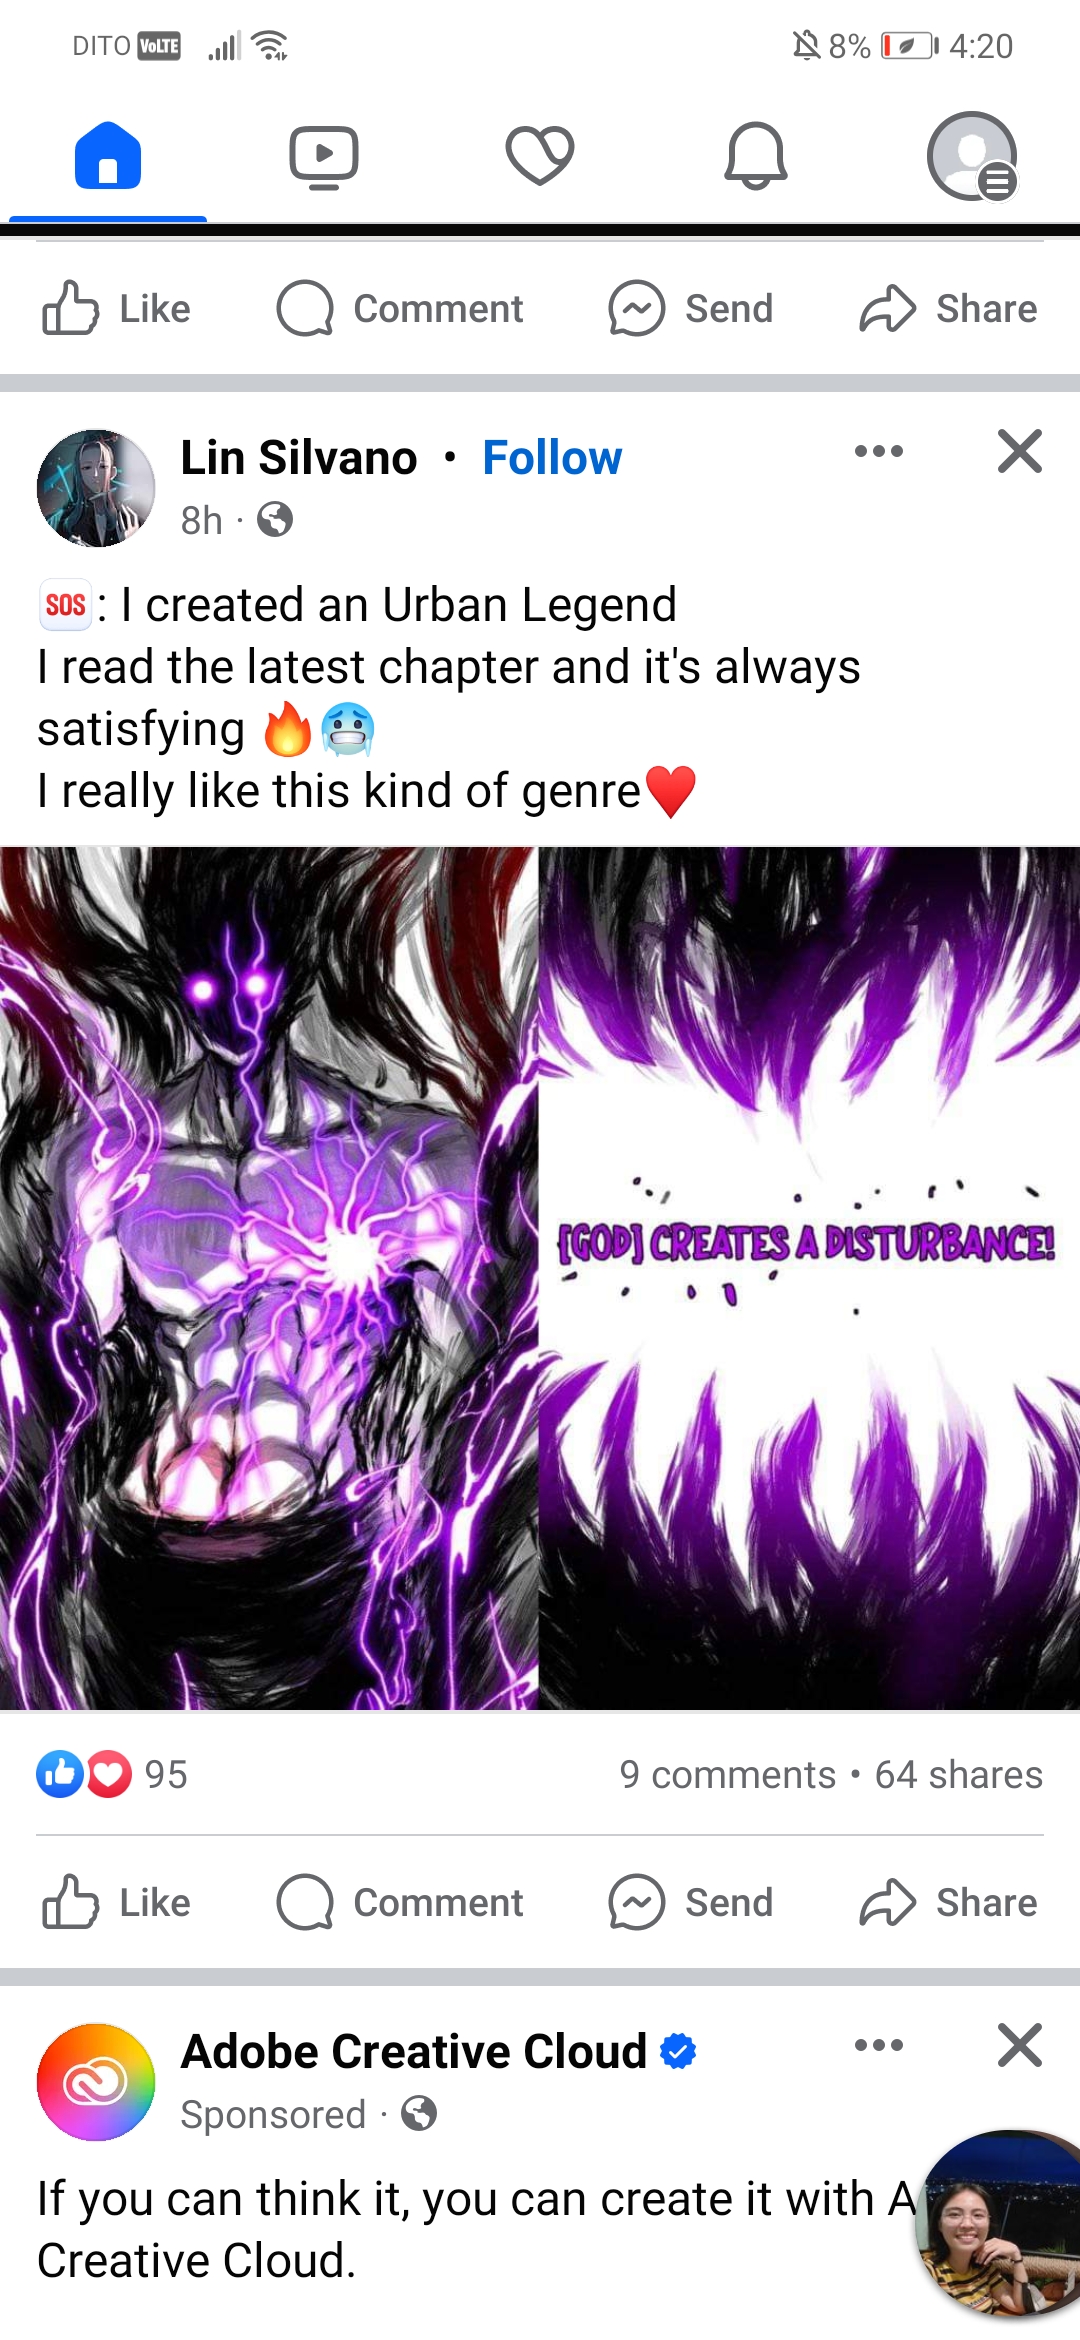 DITO VoLTE 8% 4:20
Like Comment Send Share
Lin Silvano • Follow
8h ·
SOS: I created an Urban Legend
I read the latest chapter and it's always
satisfying 🔥🥶
I really like this kind of genre♥️
[GOD] CREATES A DISTURBANCE!
95 9 comments • 64 shares
Like Comment Send Share
Adobe Creative Cloud
Sponsored ·
If you can think it, you can create it with A
Creative Cloud.